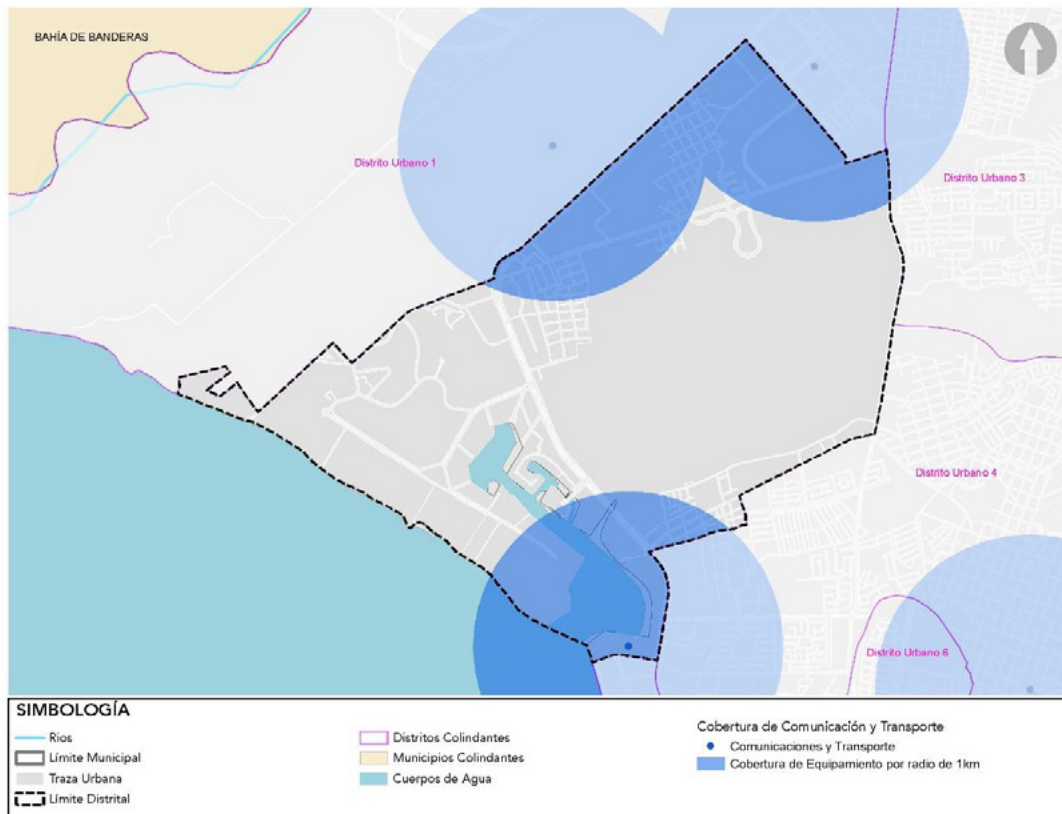 BAHÍA DE BANDERAS
Distrito Urbano 1
Distrito Urbano 3
Distrito Urbano 4
Distrito Urbano 6
SIMBOLOGÍA
Rios
Límite Municipal
Traza Urbana
Límite Distrital
Distritos Colindantes
Municipios Colindantes
Cuerpos de Agua
Cobertura de Comunicación y Transporte
Comunicaciones y Transporte
Cobertura de Equipamiento por radio de 1km